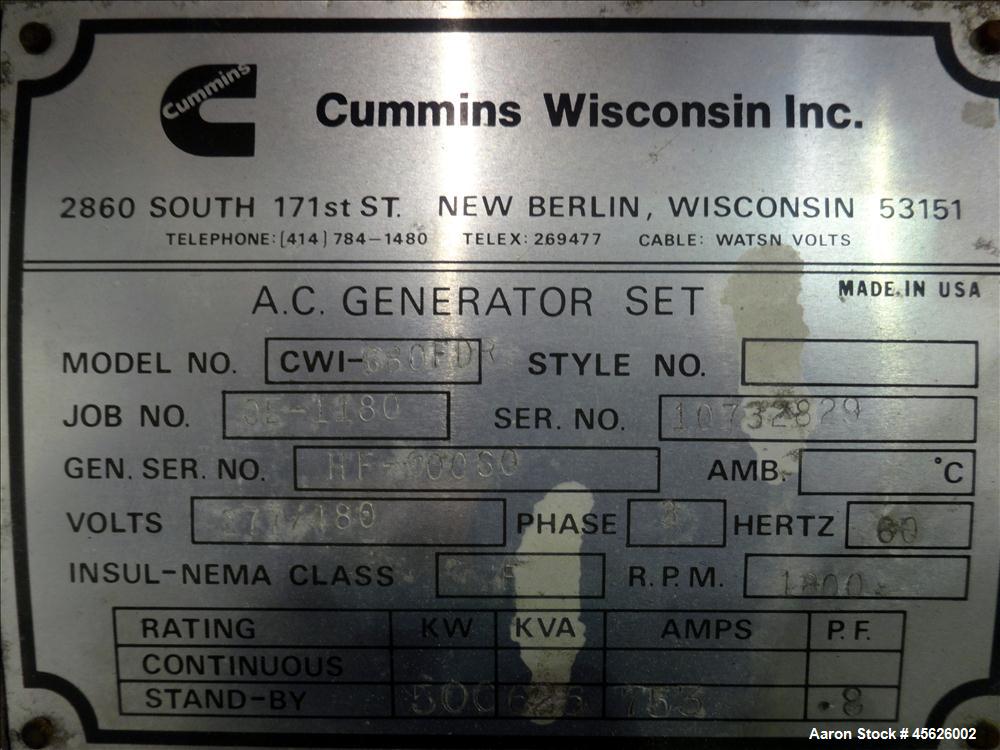 Cummins
Cummins Wisconsin Inc.
2860 SOUTH 171st ST. NEW BERLIN, WISCONSIN 53151
TELEPHONE:(414) 784-1480 TELEX: 269477 CABLE: WATSN VOLTS
A.C. GENERATOR SET MADE IN USA
MODEL NO. STYLE NO.
JOB NO. SER. NO. 10732829
GEN. SER. NO. AMB. °C
VOLTS PHASE 3 HERTZ 60
INSUL-NEMA CLASS F R.P.M. 1800
RATING KW KVA AMPS P.F.
CONTINUOUS
STAND-BY 500 625 753 .8
Aaron Stock # 45626002